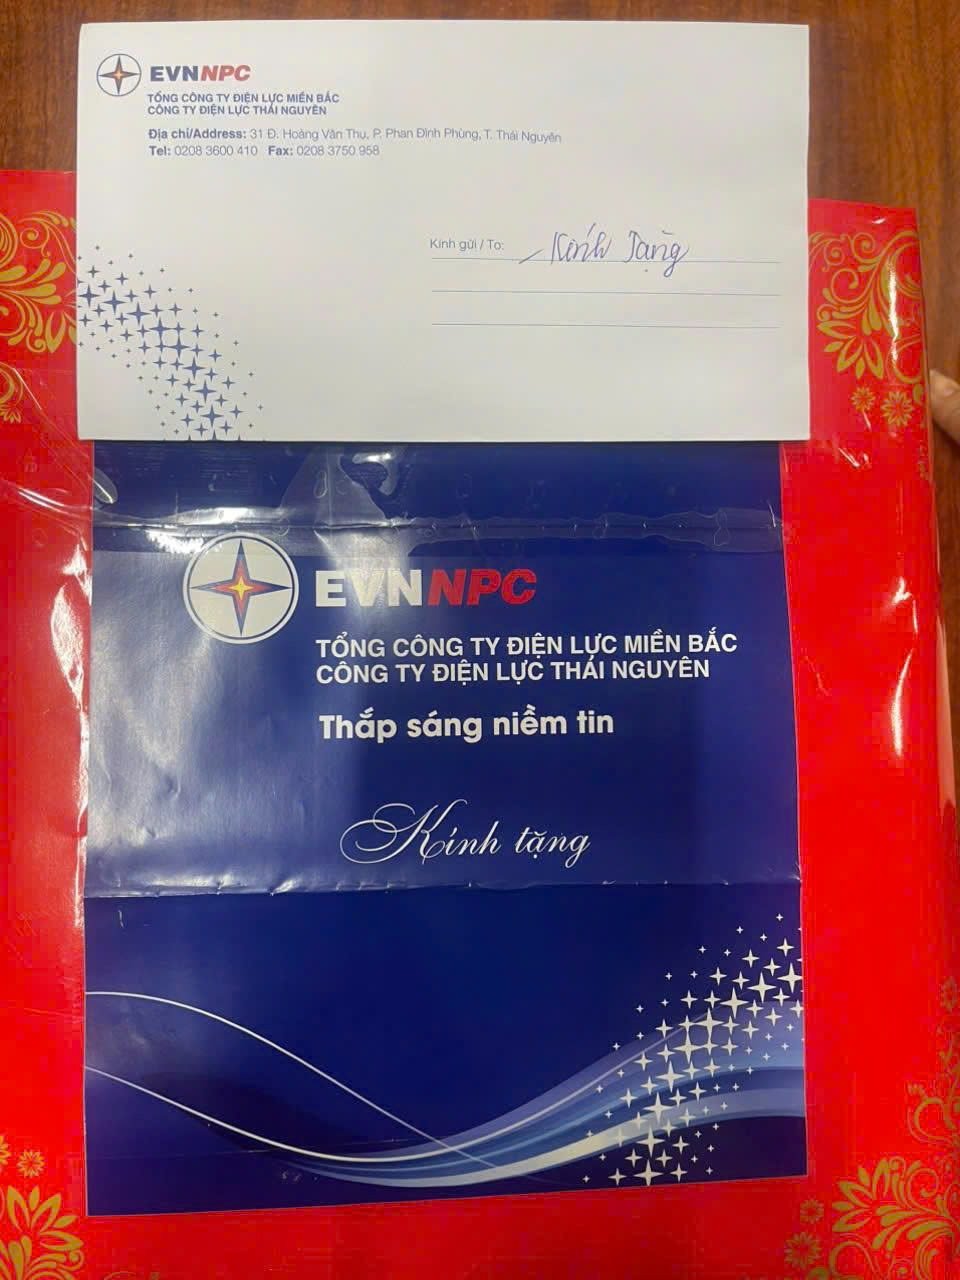 EVNNPC
TỔNG CÔNG TY ĐIỆN LỰC MIỀN BẮC
CÔNG TY ĐIỆN LỰC THÁI NGUYÊN
Địa chỉ/Address: 31 Đ. Hoàng Văn Thụ, P. Phan Đình Phùng, T. Thái Nguyên
Tel: 0208 3600 410 Fax: 0208 3750 958
Kính gửi / To: Kính Tặng
EVNNPC
TỔNG CÔNG TY ĐIỆN LỰC MIỀN BẮC
CÔNG TY ĐIỆN LỰC THÁI NGUYÊN
Thắp sáng niềm tin
Kính tặng